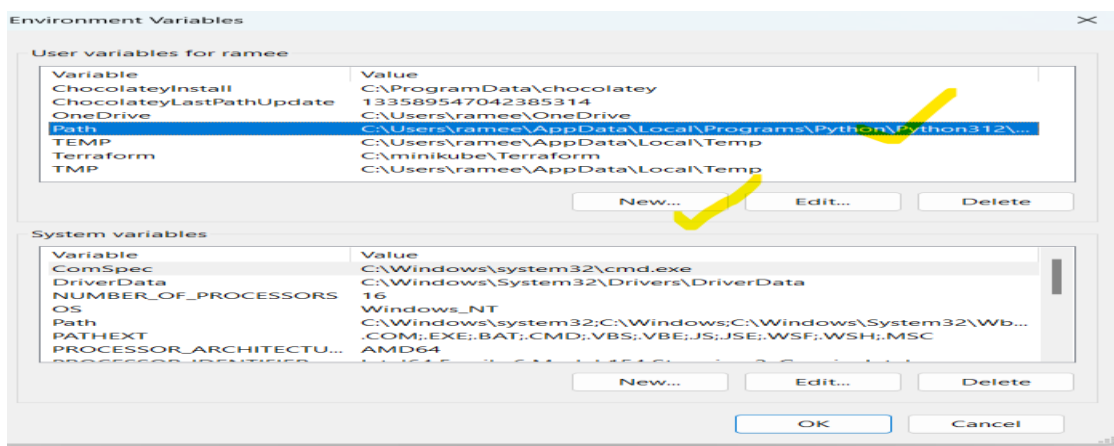 Environment Variables
User variables for ramee
Variable Value
ChocolateyInstall C:\ProgramData\chocolatey
ChocolateyLastPathUpdate 133589547042385314
OneDrive C:\Users\ramee\OneDrive
Path C:\Users\ramee\AppData\Local\Programs\Python\Python312\...
TEMP C:\Users\ramee\AppData\Local\Temp
Terraform C:\minikube\Terraform
TMP C:\Users\ramee\AppData\Local\Temp
New... Edit... Delete
System variables
Variable Value
ComSpec C:\Windows\system32\cmd.exe
DriverData C:\Windows\System32\Drivers\DriverData
NUMBER_OF_PROCESSORS 16
OS Windows_NT
Path C:\Windows\system32;C:\Windows;C:\Windows\System32\Wb...
PATHEXT .COM;.EXE;.BAT;.CMD;.VBS;.VBE;.JS;.JSE;.WSF;.WSH;.MSC
PROCESSOR_ARCHITECTU... AMD64
New... Edit... Delete
OK Cancel